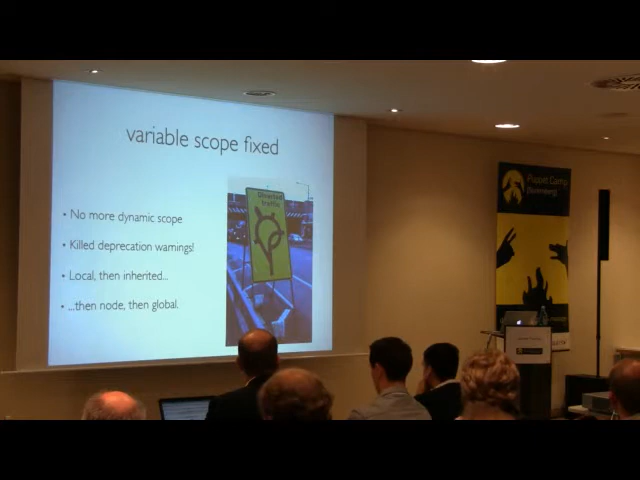 variable scope fixed
• No more dynamic scope
• Killed deprecation warnings!
• Local, then inherited...
• ...then node, then global.
Diverted
traffic
Puppet Camp